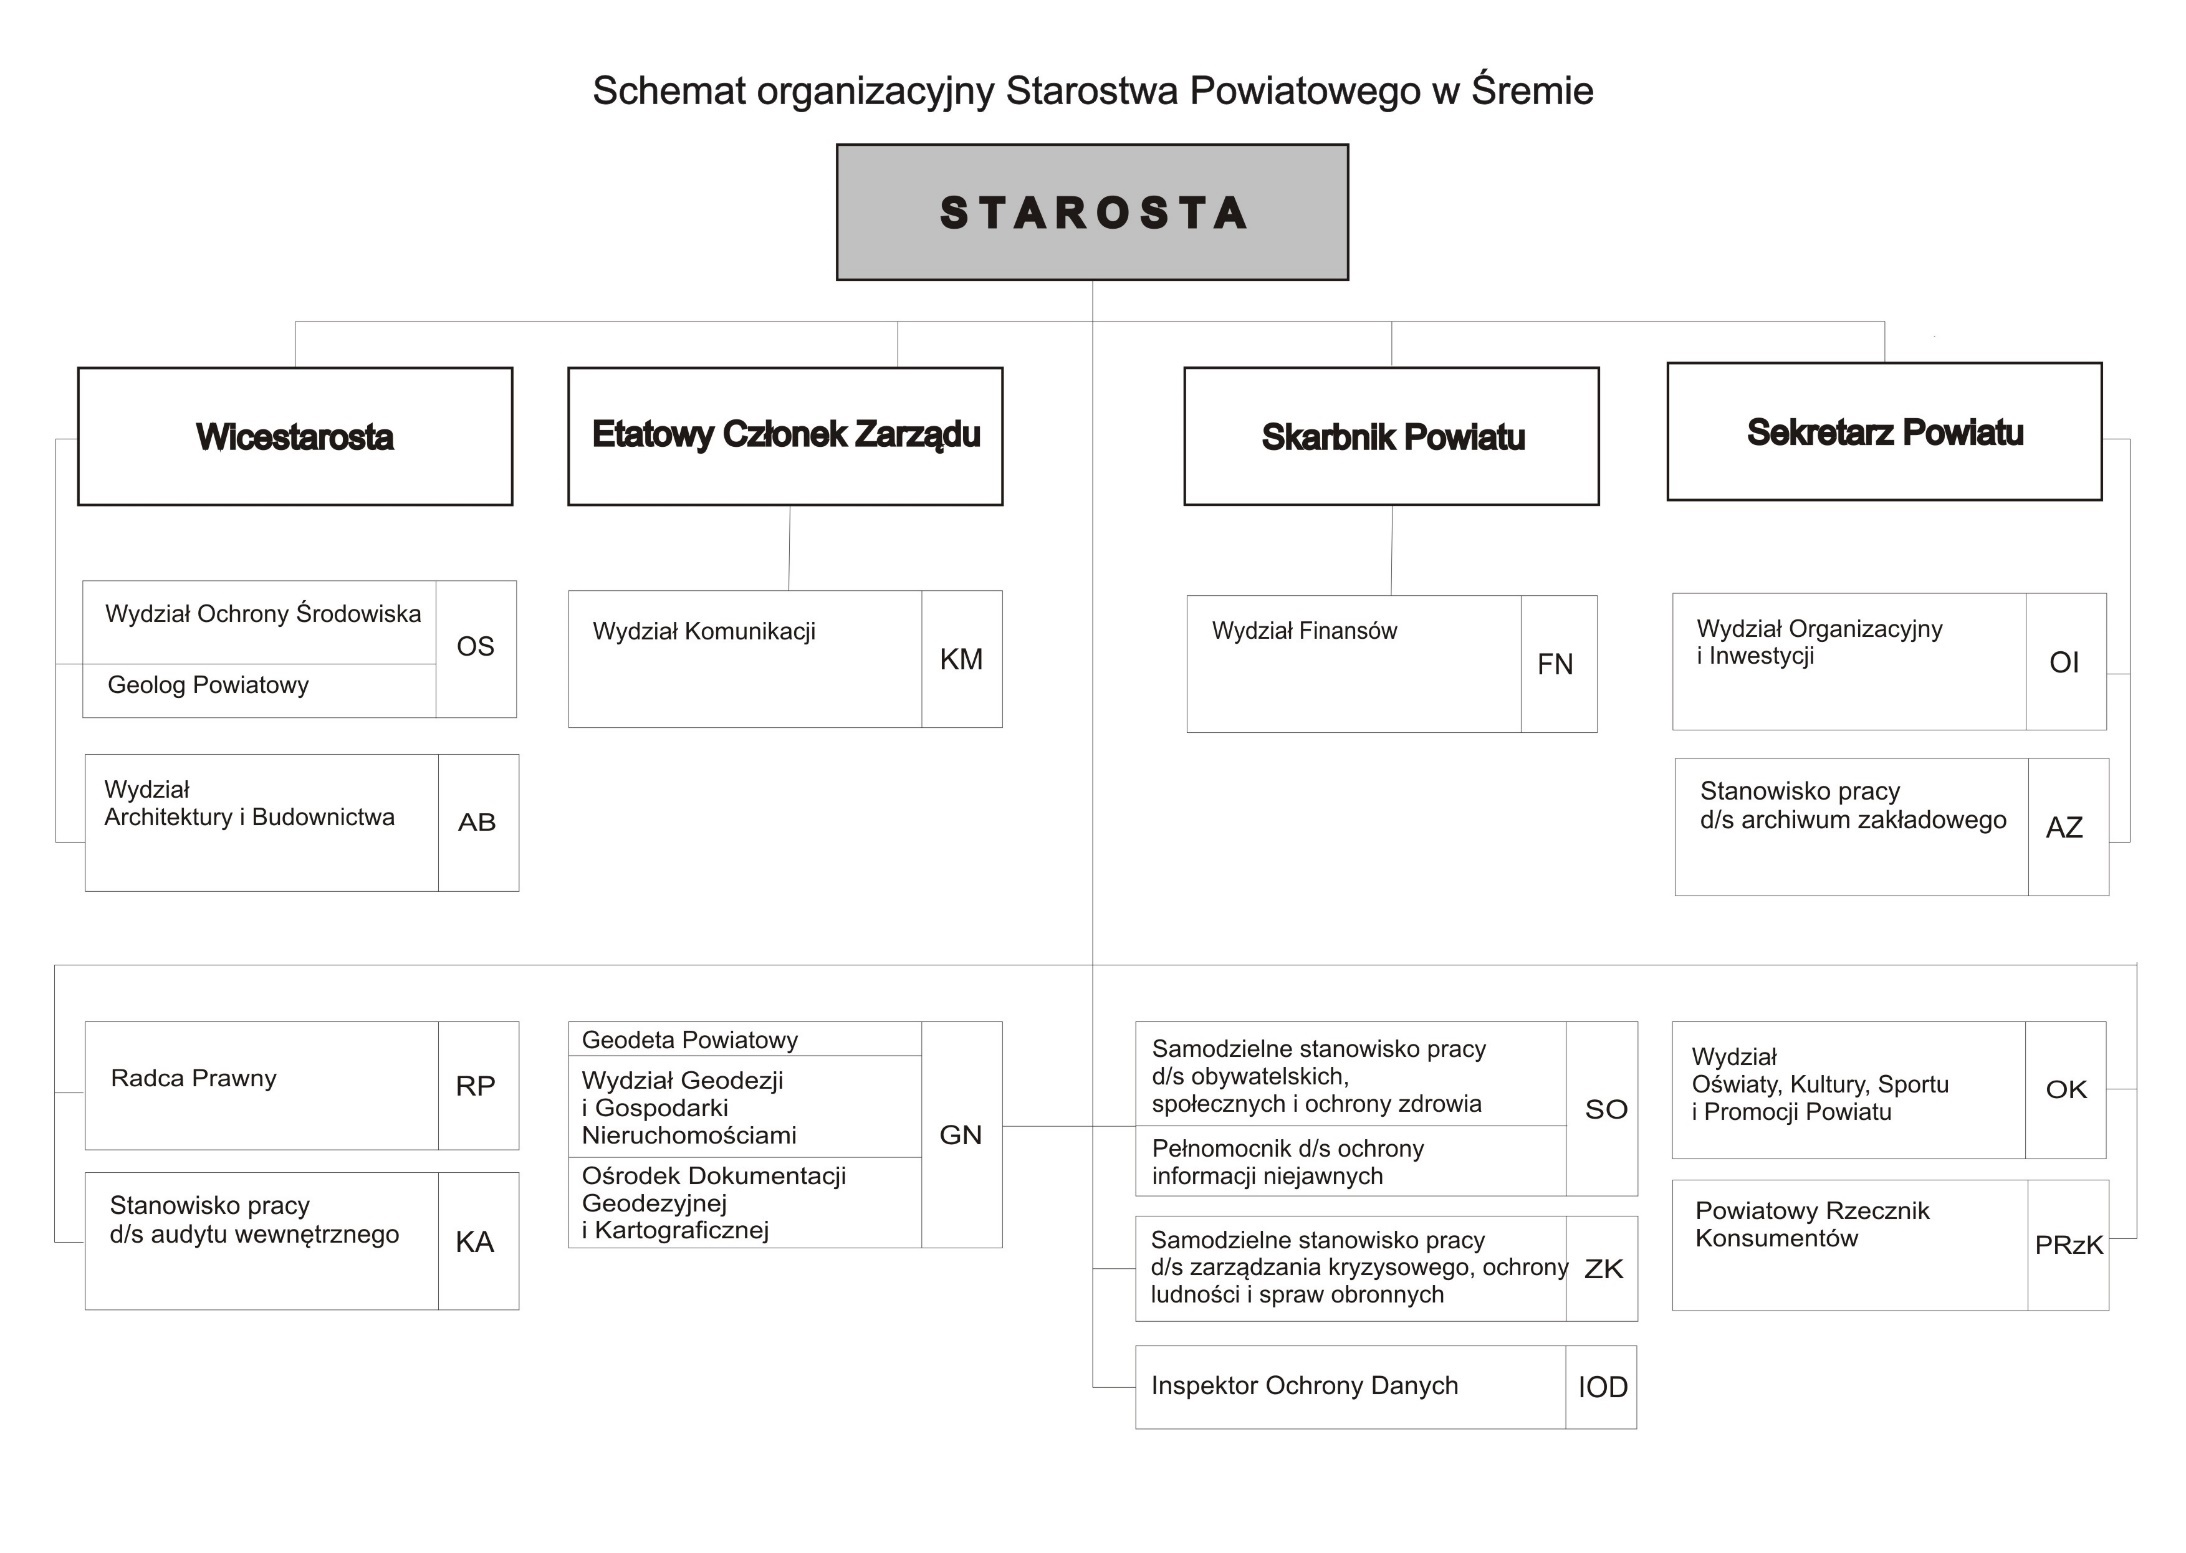 Schemat organizacyjny Starostwa Powiatowego w Śremie
STAROSTA
Wicestarosta
Etatowy Członek Zarządu
Skarbnik Powiatu
Sekretarz Powiatu
Wydział Ochrony Środowiska
Geolog Powiatowy
OS
Wydział Komunikacji
KM
Wydział Finansów
FN
Wydział Organizacyjny
i Inwestycji
OI
Wydział
Architektury i Budownictwa
AB
Stanowisko pracy
d/s archiwum zakładowego
AZ
Radca Prawny
RP
Stanowisko pracy
d/s audytu wewnętrznego
KA
Geodeta Powiatowy
Wydział Geodezji
i Gospodarki
Nieruchomościami
Ośrodek Dokumentacji
Geodezyjnej
i Kartograficznej
GN
Samodzielne stanowisko pracy
d/s obywatelskich,
społecznych i ochrony zdrowia
Pełnomocnik d/s ochrony
informacji niejawnych
SO
Samodzielne stanowisko pracy
d/s zarządzania kryzysowego, ochrony
ludności i spraw obronnych
ZK
Inspektor Ochrony Danych
IOD
Wydział
Oświaty, Kultury, Sportu
i Promocji Powiatu
OK
Powiatowy Rzecznik
Konsumentów
PRzK